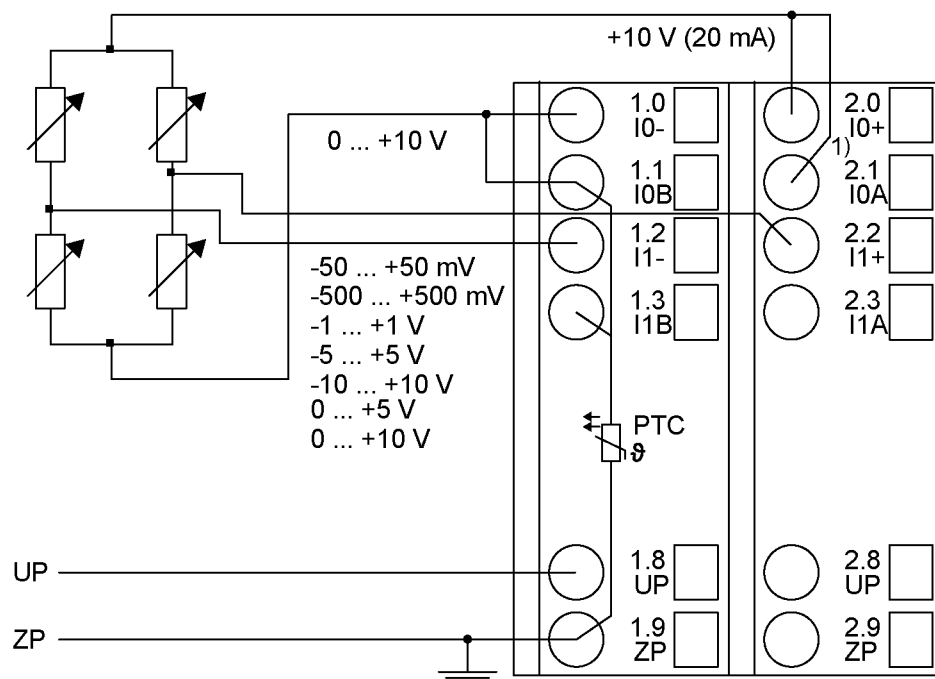 +10 V (20 mA)
0 ... +10 V
1.0
I0-
2.0
I0+
1)
1.1
I0B
2.1
I0A
1.2
I1-
2.2
I1+
-50 ... +50 mV
-500 ... +500 mV
-1 ... +1 V
-5 ... +5 V
-10 ... +10 V
0 ... +5 V
0 ... +10 V
1.3
I1B
2.3
I1A
PTC
ϑ
UP
1.8
UP
2.8
UP
ZP
1.9
ZP
2.9
ZP